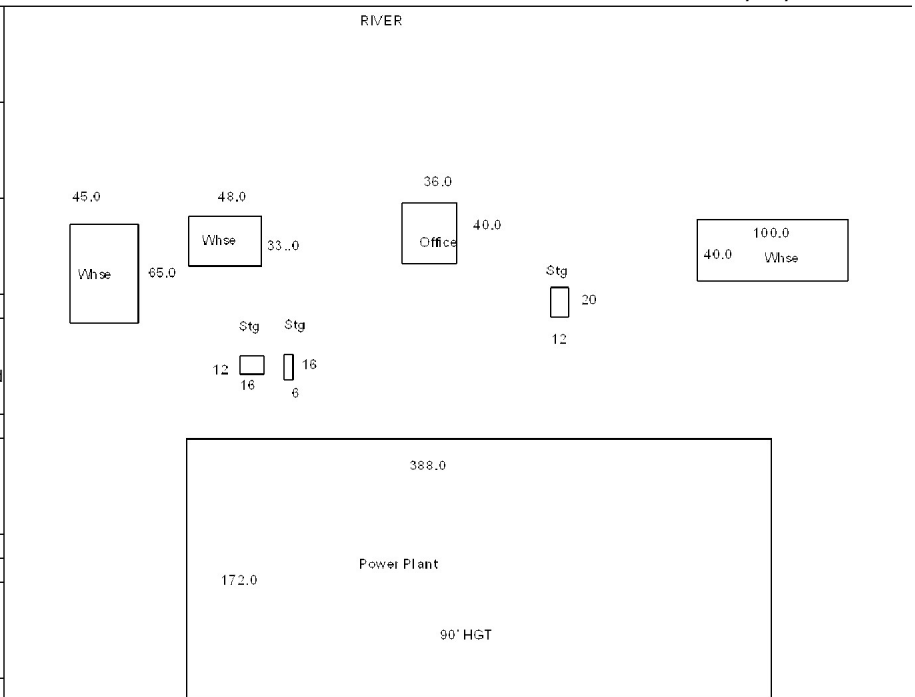 RIVER
36.0
45.0
48.0
40.0
100.0
Whse
33..0
Office
40.0
Whse
Whse
65.0
Stg
20
Stg
Stg
12
12
16
16
6
388.0
Power Plant
172.0
90' HGT